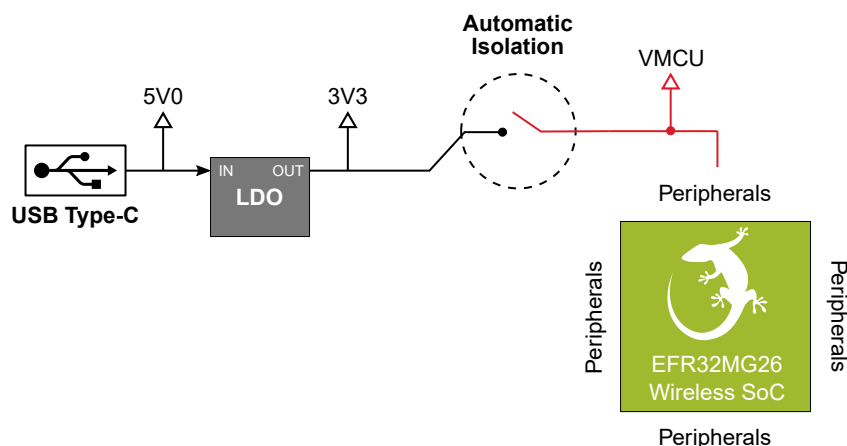 Automatic
Isolation
VMCU
5V0
3V3
IN
OUT
LDO
USB Type-C
Peripherals
Peripherals
Peripherals
EFR32MG26
Wireless SoC
Peripherals